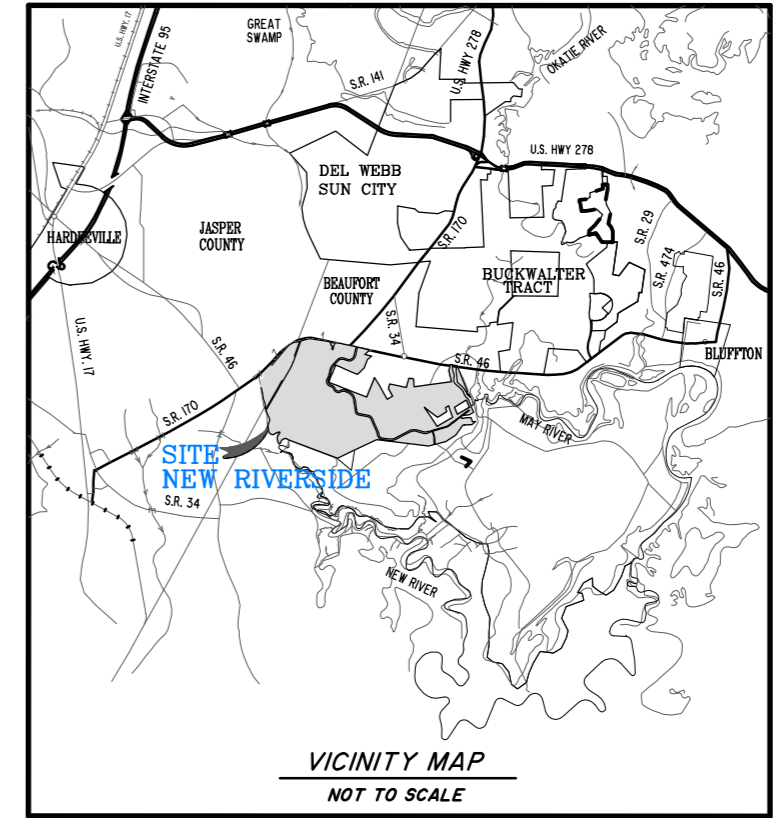 U.S. HWY. 17
INTERSTATE 95
GREAT
SWAMP
S.R. 141
U.S. HWY 278
OKATIE RIVER
U.S. HWY 278
DEL WEBB
SUN CITY
HARDEEVILLE
JASPER
COUNTY
S.R. 170
S.R. 29
S.R. 474
S.R. 46
BEAUFORT
COUNTY
BUCKWALTER
TRACT
U.S. HWY. 17
S.R. 46
S.R. 34
S.R. 46
BLUFFTON
S.R. 170
MAY RIVER
SITE
NEW RIVERSIDE
S.R. 34
NEW RIVER
VICINITY MAP
NOT TO SCALE